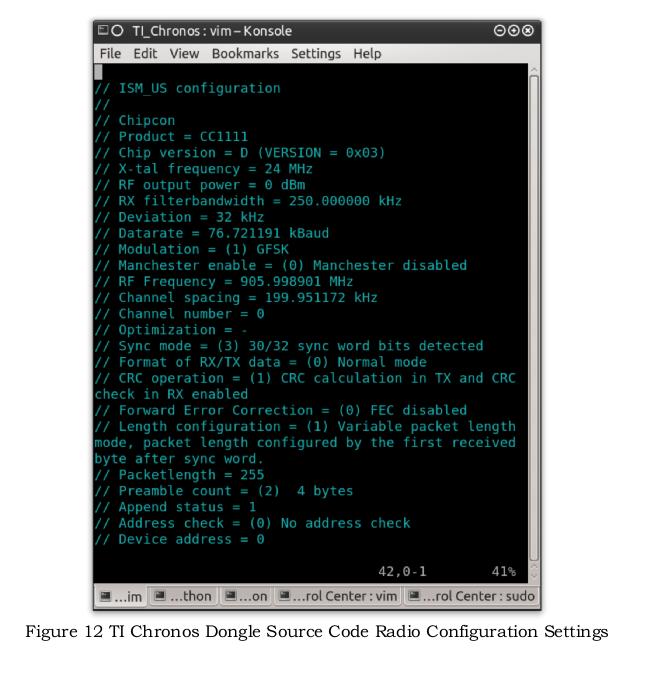 TI_Chronos : vim – Konsole
File Edit View Bookmarks Settings Help
// ISM_US configuration
//
// Chipcon
// Product = CC1111
// Chip version = D (VERSION = 0x03)
// X-tal frequency = 24 MHz
// RF output power = 0 dBm
// RX filterbandwidth = 250.000000 kHz
// Deviation = 32 kHz
// Datarate = 76.721191 kBaud
// Modulation = (1) GFSK
// Manchester enable = (0) Manchester disabled
// RF Frequency = 905.998901 MHz
// Channel spacing = 199.951172 kHz
// Channel number = 0
// Optimization = -
// Sync mode = (3) 30/32 sync word bits detected
// Format of RX/TX data = (0) Normal mode
// CRC operation = (1) CRC calculation in TX and CRC
check in RX enabled
// Forward Error Correction = (0) FEC disabled
// Length configuration = (1) Variable packet length
mode, packet length configured by the first received
byte after sync word.
// Packetlength = 255
// Preamble count = (2)  4 bytes
// Append status = 1
// Address check = (0) No address check
// Device address = 0
42,0-1 41%
...im ...thon ...on ...rol Center : vim ...rol Center : sudo
Figure 12 TI Chronos Dongle Source Code Radio Configuration Settings